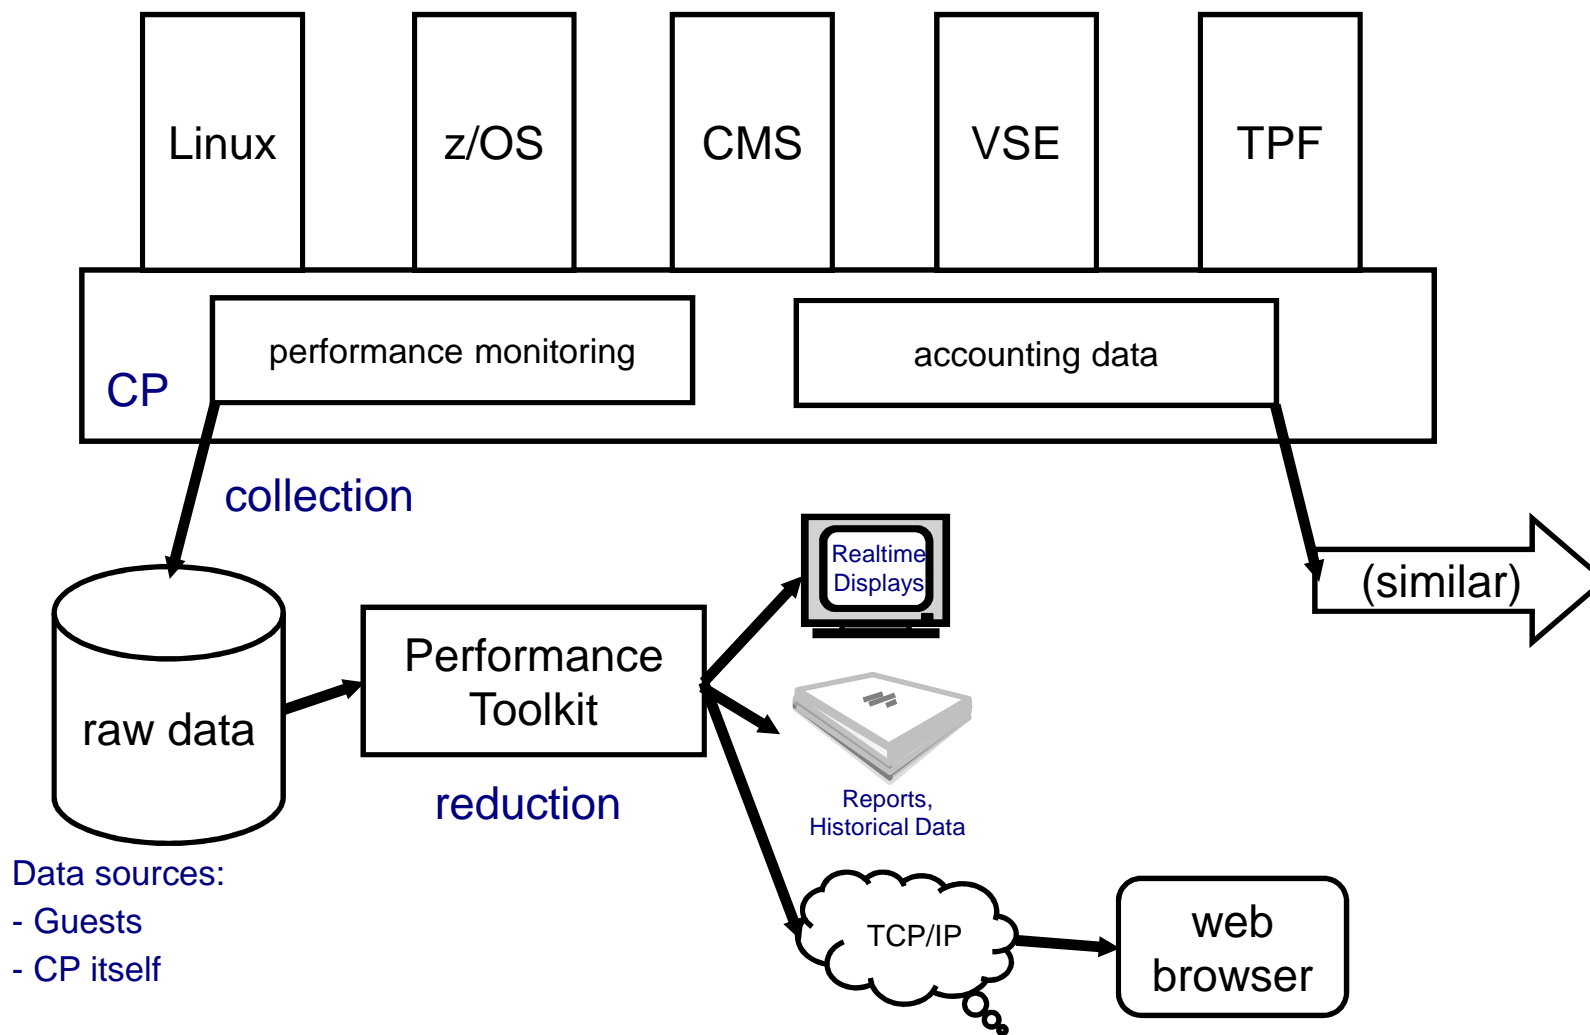 Linux
z/OS
CMS
VSE
TPF
performance monitoring
accounting data
CP
collection
Realtime
Displays
(similar)
Performance
Toolkit
raw data
reduction
Reports,
Historical Data
Data sources:
- Guests
- CP itself
TCP/IP
web
browser